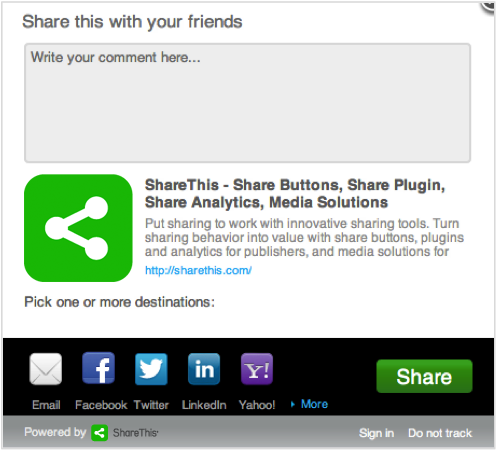 Share this with your friends
Write your comment here...
ShareThis - Share Buttons, Share Plugin,
Share Analytics, Media Solutions
Put sharing to work with innovative sharing tools. Turn
sharing behavior into value with share buttons, plugins
and analytics for publishers, and media solutions for
http://sharethis.com/
Pick one or more destinations:
f in Y!
Email Facebook Twitter LinkedIn Yahoo! More
Share
Powered by ShareThis Sign in Do not track